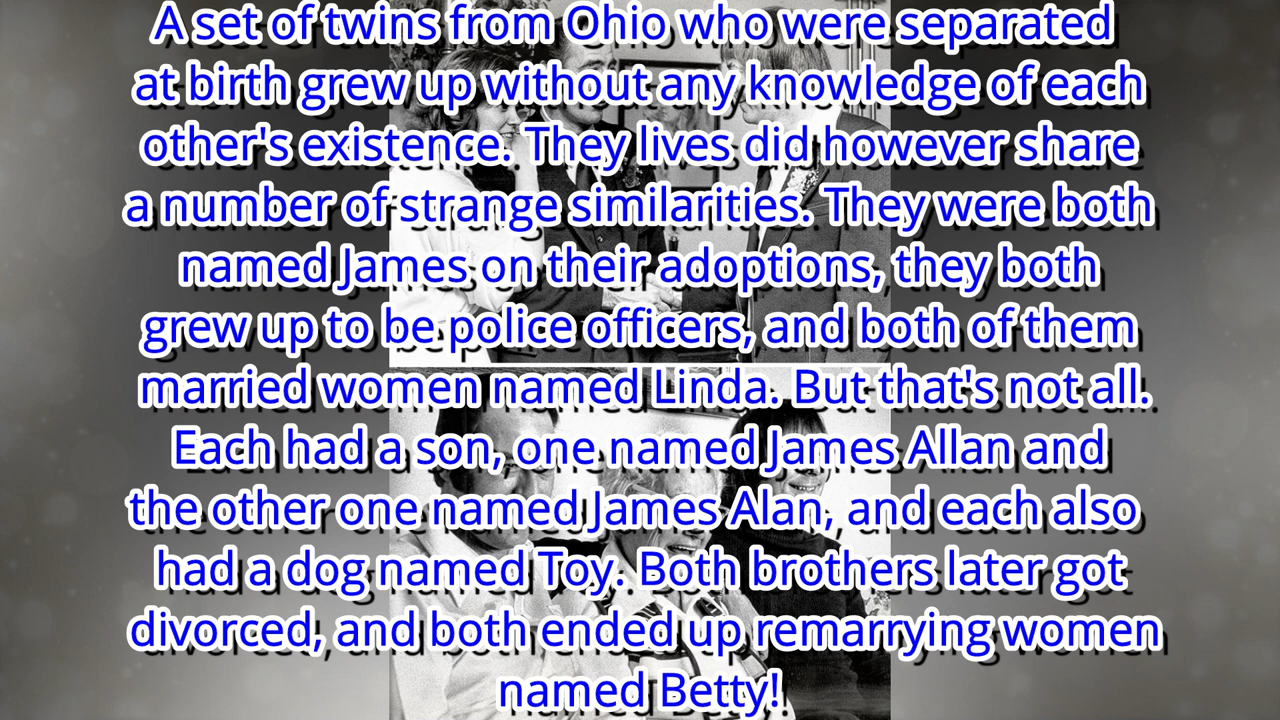 A set of twins from Ohio who were separated
at birth grew up without any knowledge of each
other's existence. They lives did however share
a number of strange similarities. They were both
named James on their adoptions, they both
grew up to be police officers, and both of them
married women named Linda. But that's not all.
Each had a son, one named James Allan and
the other one named James Alan, and each also
had a dog named Toy. Both brothers later got
divorced, and both ended up remarrying women
named Betty!